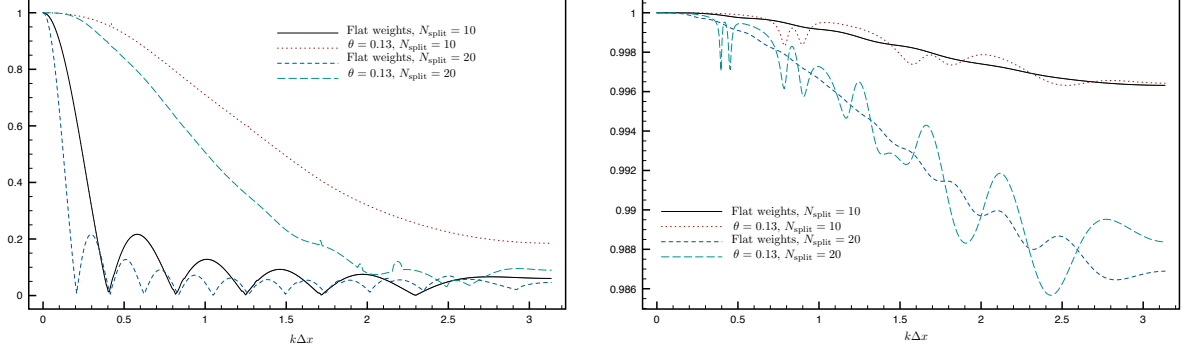 1
0.8
0.6
0.4
0.2
0
0
0.5
1
1.5
2
2.5
3
kΔx
Flat weights, N_split = 10
θ = 0.13, N_split = 10
Flat weights, N_split = 20
θ = 0.13, N_split = 20
1
0.998
0.996
0.994
0.992
0.99
0.988
0.986
0
0.5
1
1.5
2
2.5
3
kΔx
Flat weights, N_split = 10
θ = 0.13, N_split = 10
Flat weights, N_split = 20
θ = 0.13, N_split = 20